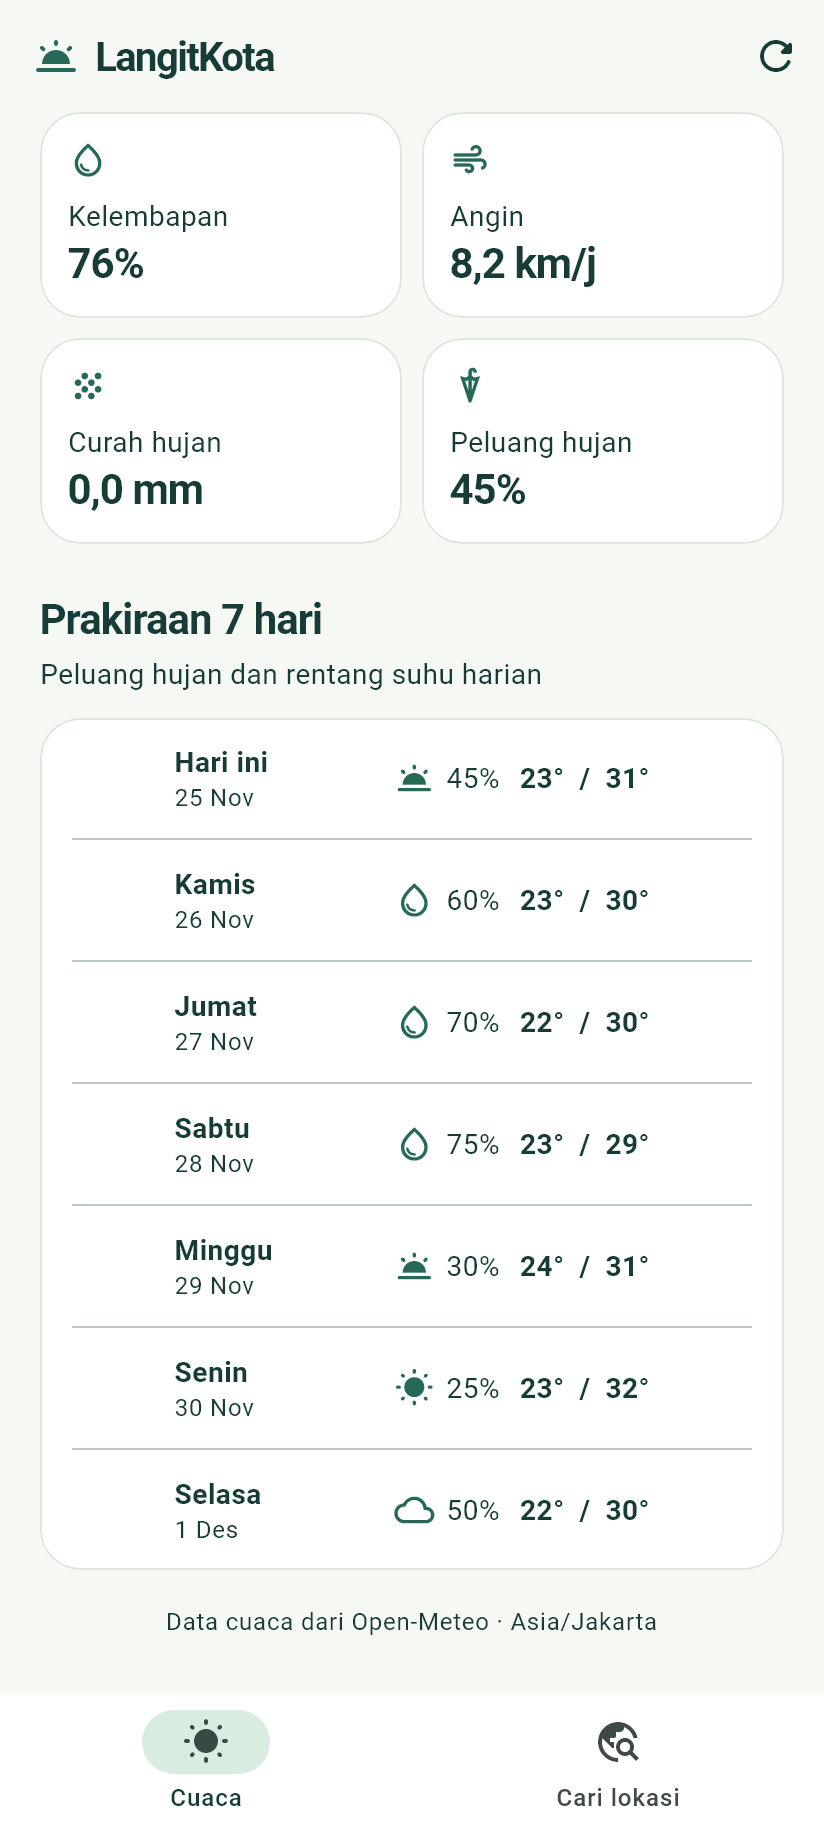 LangitKota
Kelembapan
76%
Angin
8,2 km/j
Curah hujan
0,0 mm
Peluang hujan
45%
Prakiraan 7 hari
Peluang hujan dan rentang suhu harian
Hari ini
25 Nov
45% 23° / 31°
Kamis
26 Nov
60% 23° / 30°
Jumat
27 Nov
70% 22° / 30°
Sabtu
28 Nov
75% 23° / 29°
Minggu
29 Nov
30% 24° / 31°
Senin
30 Nov
25% 23° / 32°
Selasa
1 Des
50% 22° / 30°
Data cuaca dari Open-Meteo · Asia/Jakarta
Cuaca
Cari lokasi